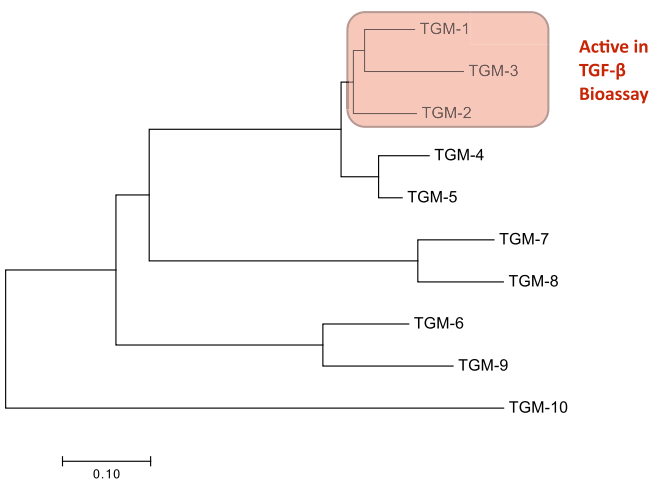 TGM-1
Active in
TGF-β
Bioassay
TGM-3
TGM-2
TGM-4
TGM-5
TGM-7
TGM-8
TGM-6
TGM-9
TGM-10
0.10